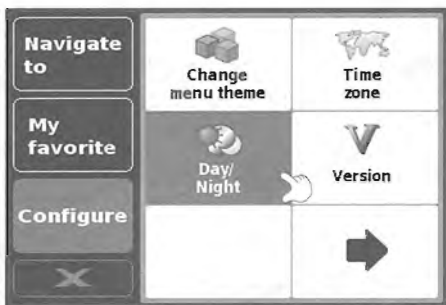 Navigate
to
My
favorite
Configure
Change
menu theme
Time
zone
Day/
Night
V
Version